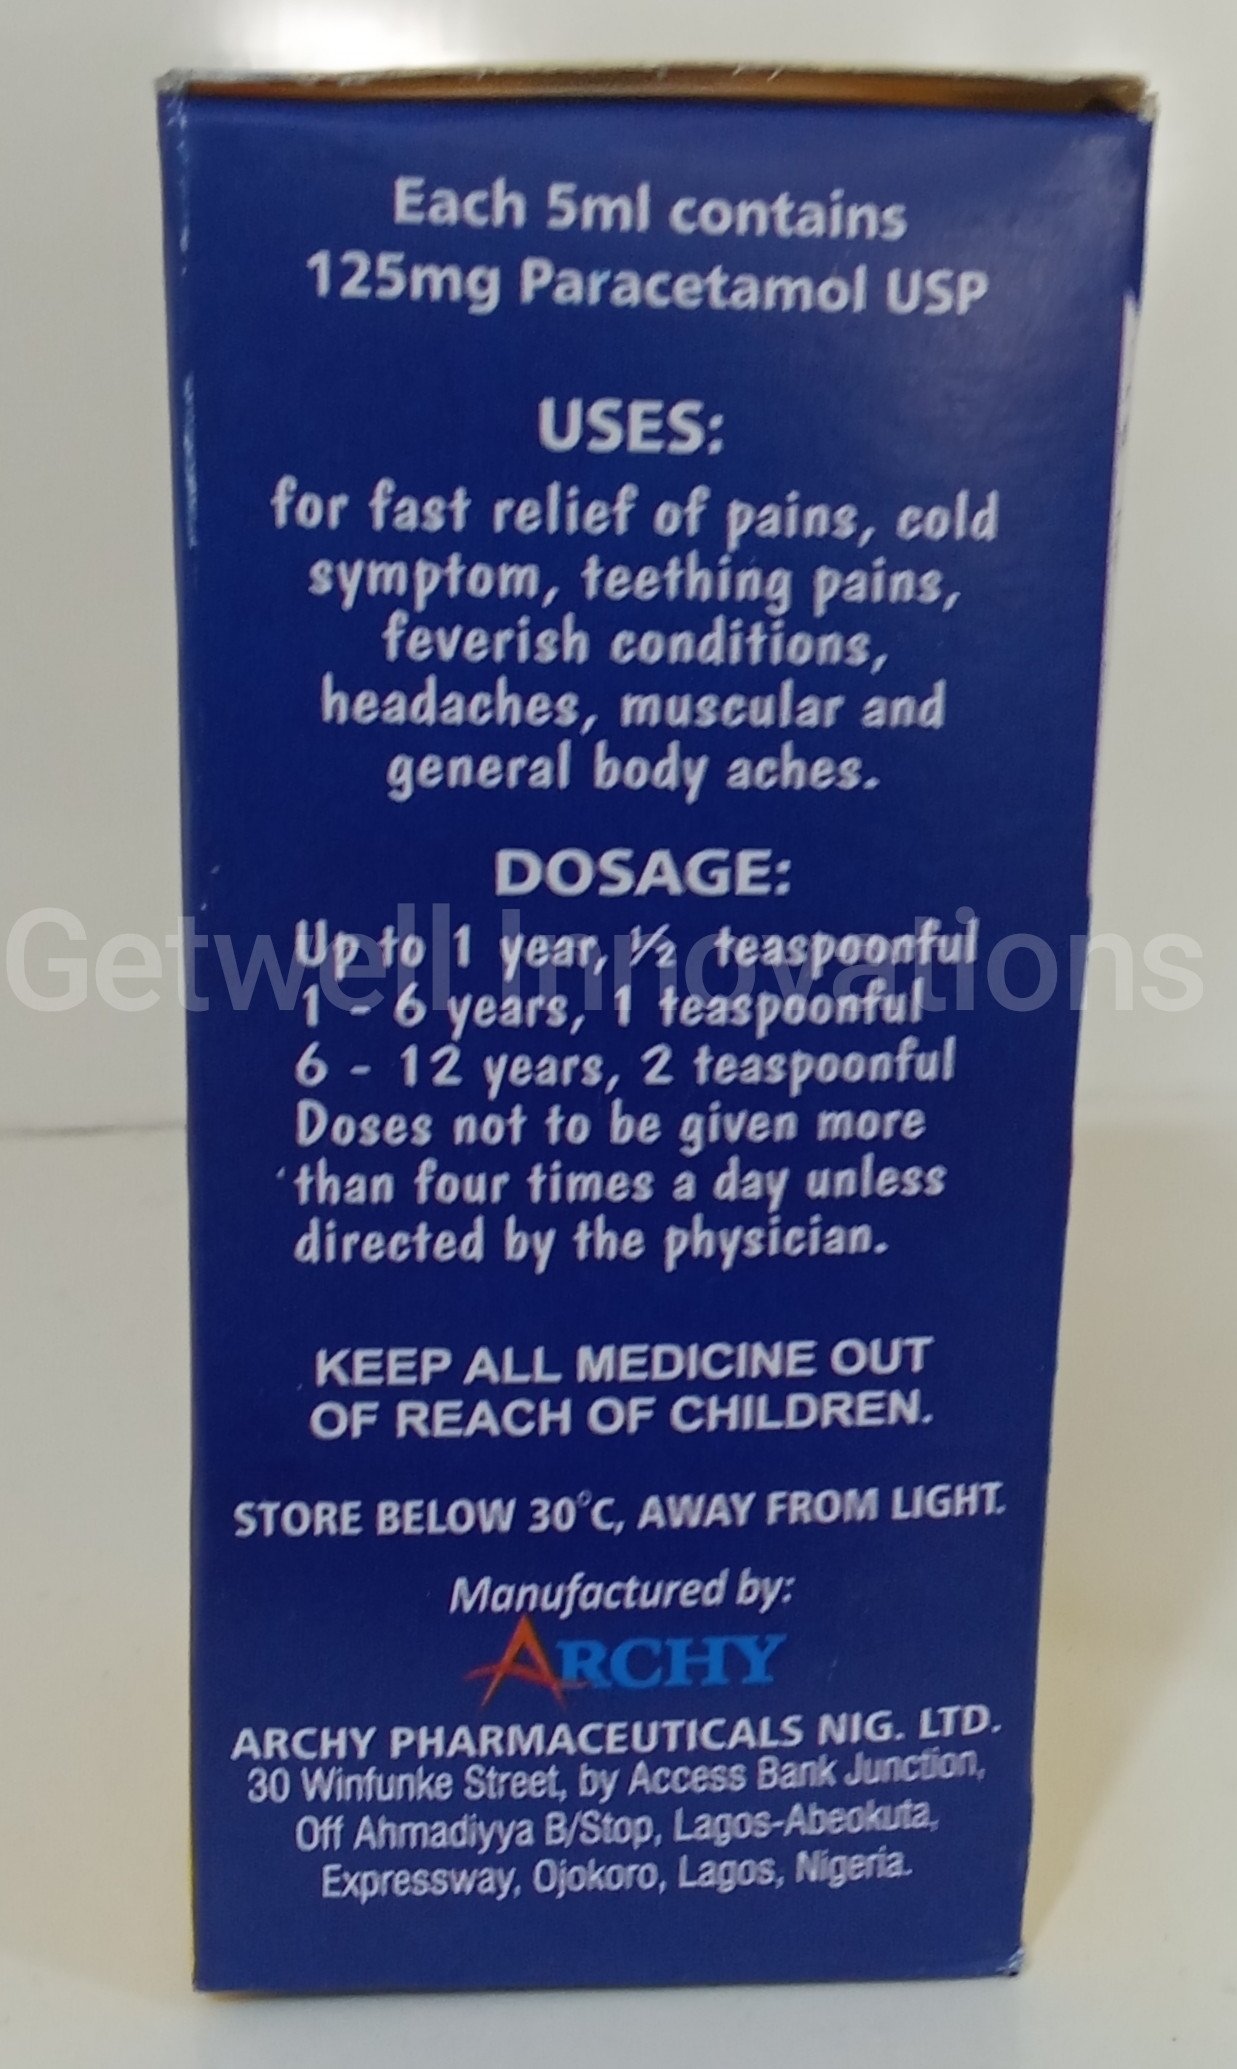 Each 5ml contains
125mg Paracetamol USP
USES:
for fast relief of pains, cold
symptom, teething pains,
feverish conditions,
headaches, muscular and
general body aches.
DOSAGE:
Up to 1 year, ½ teaspoonful
Getwell Innovations
1 - 6 years, 1 teaspoonful
6 - 12 years, 2 teaspoonful
Doses not to be given more
than four times a day unless
directed by the physician.
KEEP ALL MEDICINE OUT
OF REACH OF CHILDREN.
STORE BELOW 30°C, AWAY FROM LIGHT.
Manufactured by:
ARCHY
ARCHY PHARMACEUTICALS NIG. LTD.
30 Winfunke Street, by Access Bank Junction,
Off Ahmadiyya B/Stop, Lagos-Abeokuta,
Expressway, Ojokoro, Lagos, Nigeria.